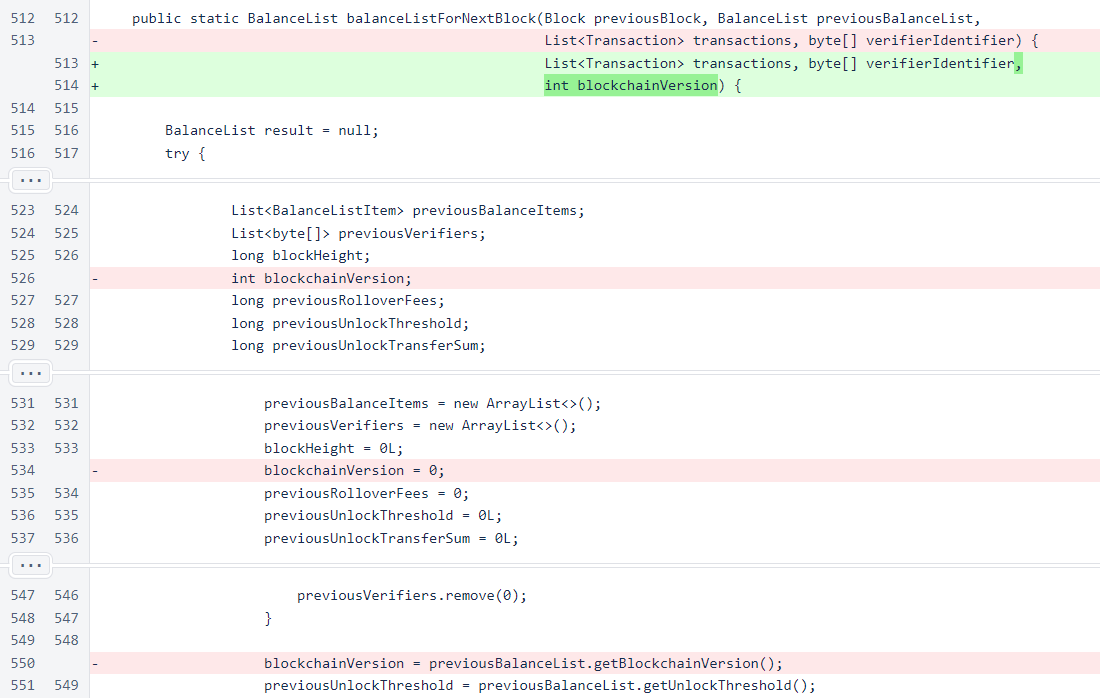 512 512 public static BalanceList balanceListForNextBlock(Block previousBlock, BalanceList previousBalanceList,
513 - List<Transaction> transactions, byte[] verifierIdentifier) {
513 + List<Transaction> transactions, byte[] verifierIdentifier,
514 + int blockchainVersion) {
514 515
515 516 BalanceList result = null;
516 517 try {
...
523 524 List<BalanceListItem> previousBalanceItems;
524 525 List<byte[]> previousVerifiers;
525 526 long blockHeight;
526 - int blockchainVersion;
527 527 long previousRolloverFees;
528 528 long previousUnlockThreshold;
529 529 long previousUnlockTransferSum;
...
531 531 previousBalanceItems = new ArrayList<>();
532 532 previousVerifiers = new ArrayList<>();
533 533 blockHeight = 0L;
534 - blockchainVersion = 0;
535 534 previousRolloverFees = 0;
536 535 previousUnlockThreshold = 0L;
537 536 previousUnlockTransferSum = 0L;
...
547 546 previousVerifiers.remove(0);
548 547 }
549 548
550 - blockchainVersion = previousBalanceList.getBlockchainVersion();
551 549 previousUnlockThreshold = previousBalanceList.getUnlockThreshold();